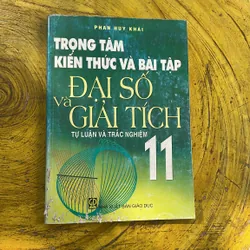 PHAN HUY KHẢI
TRỌNG TÂM
KIẾN THỨC VÀ BÀI TẬP
ĐẠI SỐ
và
GIẢI TÍCH
TỰ LUẬN VÀ TRẮC NGHIỆM
11
NHÀ XUẤT BẢN GIÁO DỤC